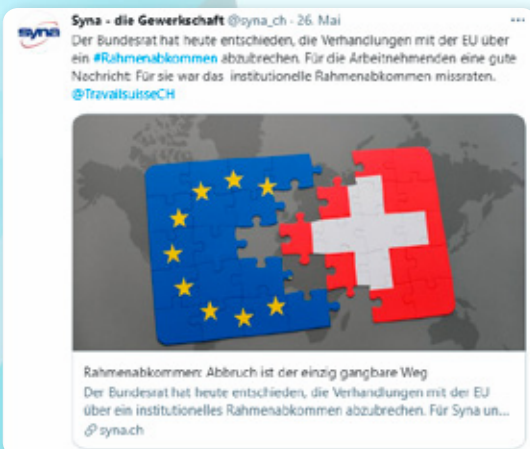 syna
Syna - die Gewerkschaft @syna_ch · 26. Mai
Der Bundesrat hat heute entschieden, die Verhandlungen mit der EU über
ein #Rahmenabkommen abzubrechen. Für die Arbeitnehmenden eine gute
Nachricht: Für sie war das institutionelle Rahmenabkommen missraten.
@TravailsuisseCH
Rahmenabkommen: Abbruch ist der einzig gangbare Weg
Der Bundesrat hat heute entschieden, die Verhandlungen mit der EU
über ein institutionelles Rahmenabkommen abzubrechen. Für Syna un...
syna.ch